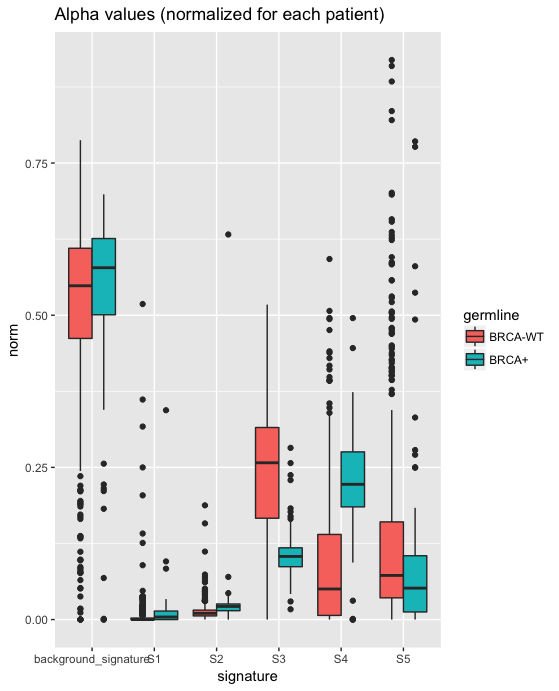 Alpha values (normalized for each patient)
norm
0.75
0.50
0.25
0.00
background_signature S1 S2 S3 S4 S5
signature
germline
BRCA-WT
BRCA+